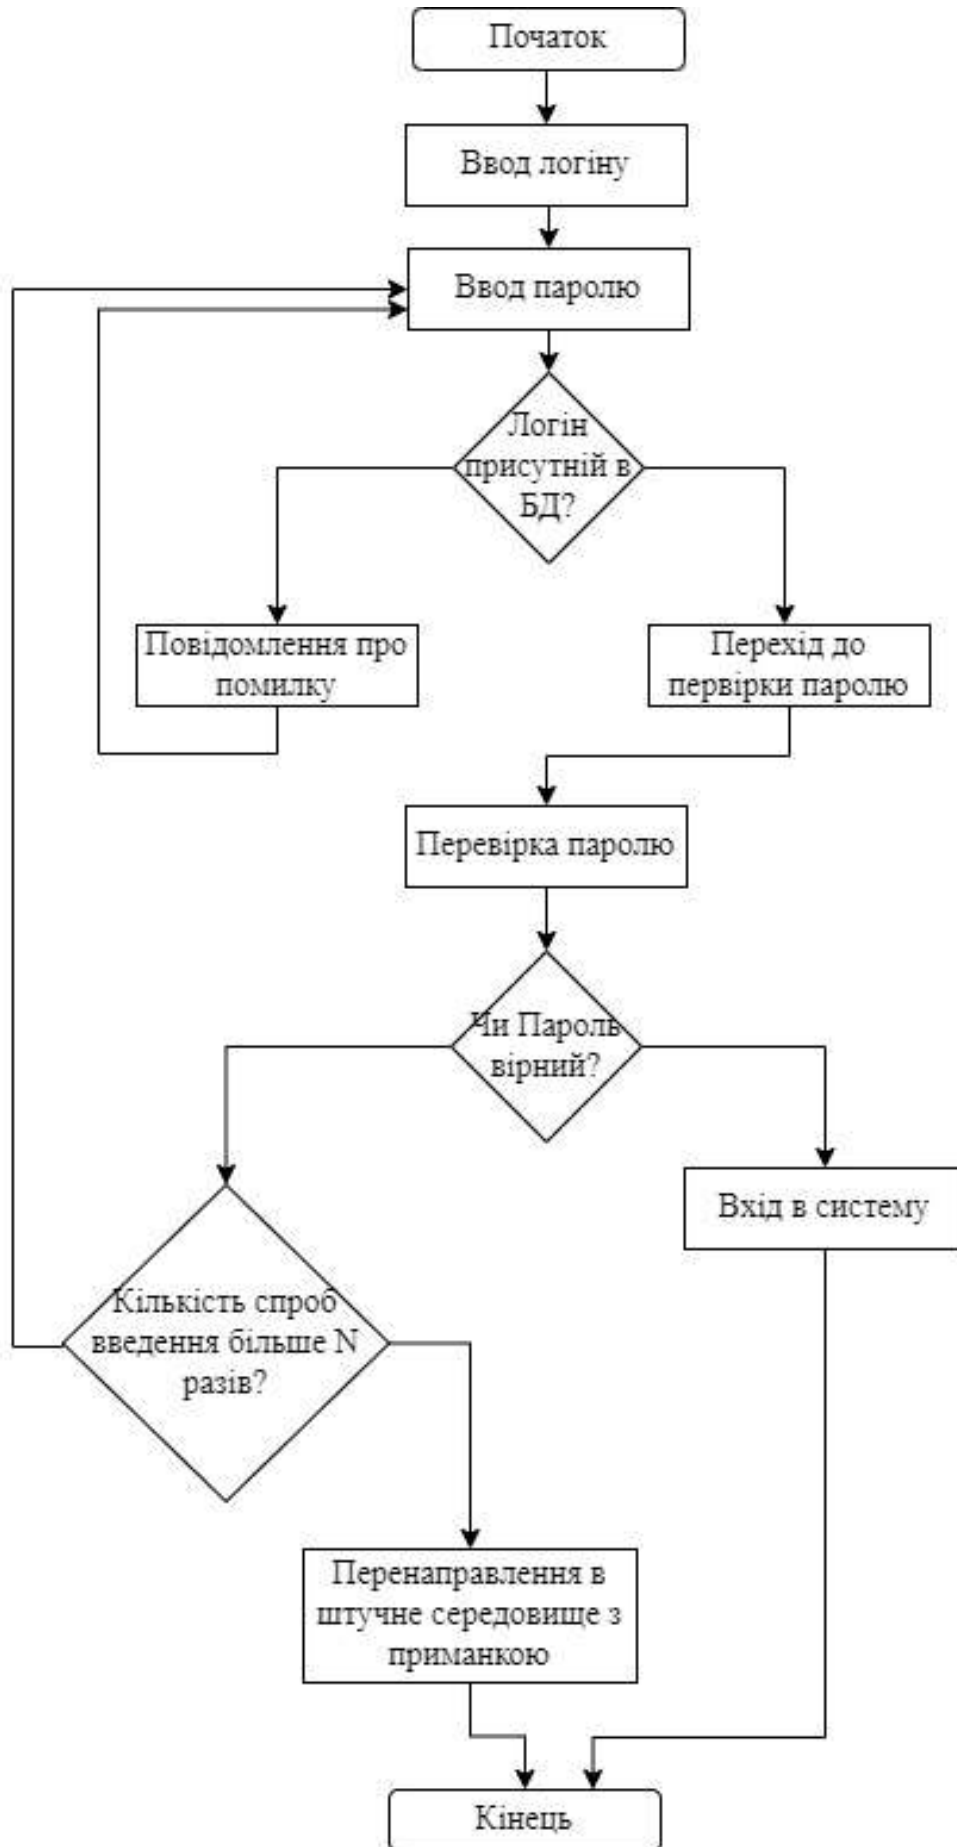 Початок
Ввод логіну
Ввод паролю
Логін
присутній в
БД?
Повідомлення про
помилку
Перехід до
первірки паролю
Перевірка паролю
Чи Пароль
вірний?
Вхід в систему
Кількість спроб
введення більше N
разів?
Перенаправлення в
штучне середовище з
приманкою
Кінець